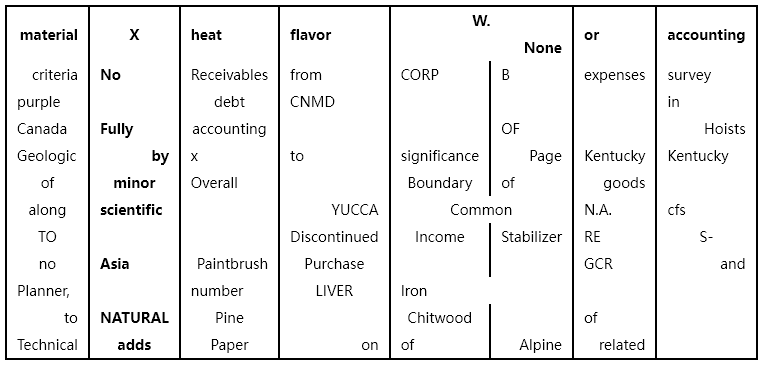 material X heat flavor W. None or accounting
criteria No Receivables from CORP B expenses survey
purple debt CNMD in
Canada Fully accounting OF Hoists
Geologic by x to significance Page Kentucky Kentucky
of minor Overall Boundary of goods
along scientific YUCCA Common N.A. cfs
TO Discontinued Income Stabilizer RE S-
no Asia Paintbrush Purchase GCR and
Planner, number LIVER Iron
to NATURAL Pine Chitwood of
Technical adds Paper on of Alpine related